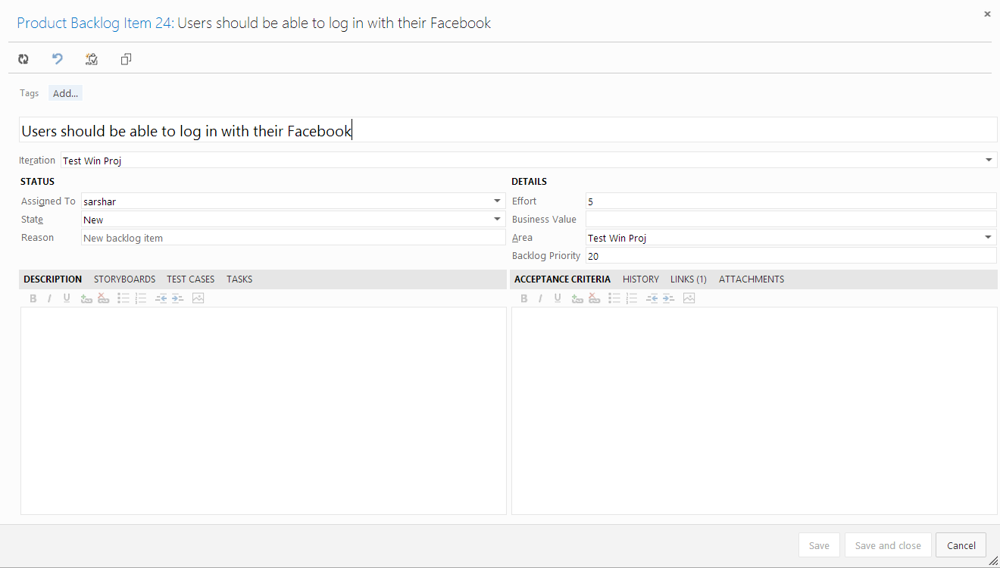 Product Backlog Item 24: Users should be able to log in with their Facebook
Tags Add...
Users should be able to log in with their Facebook
Iteration Test Win Proj
STATUS
Assigned To sarshar
State New
Reason New backlog item
DETAILS
Effort 5
Business Value
Area Test Win Proj
Backlog Priority 20
DESCRIPTION STORYBOARDS TEST CASES TASKS
B I U
ACCEPTANCE CRITERIA HISTORY LINKS (1) ATTACHMENTS
B I U
Save Save and close Cancel